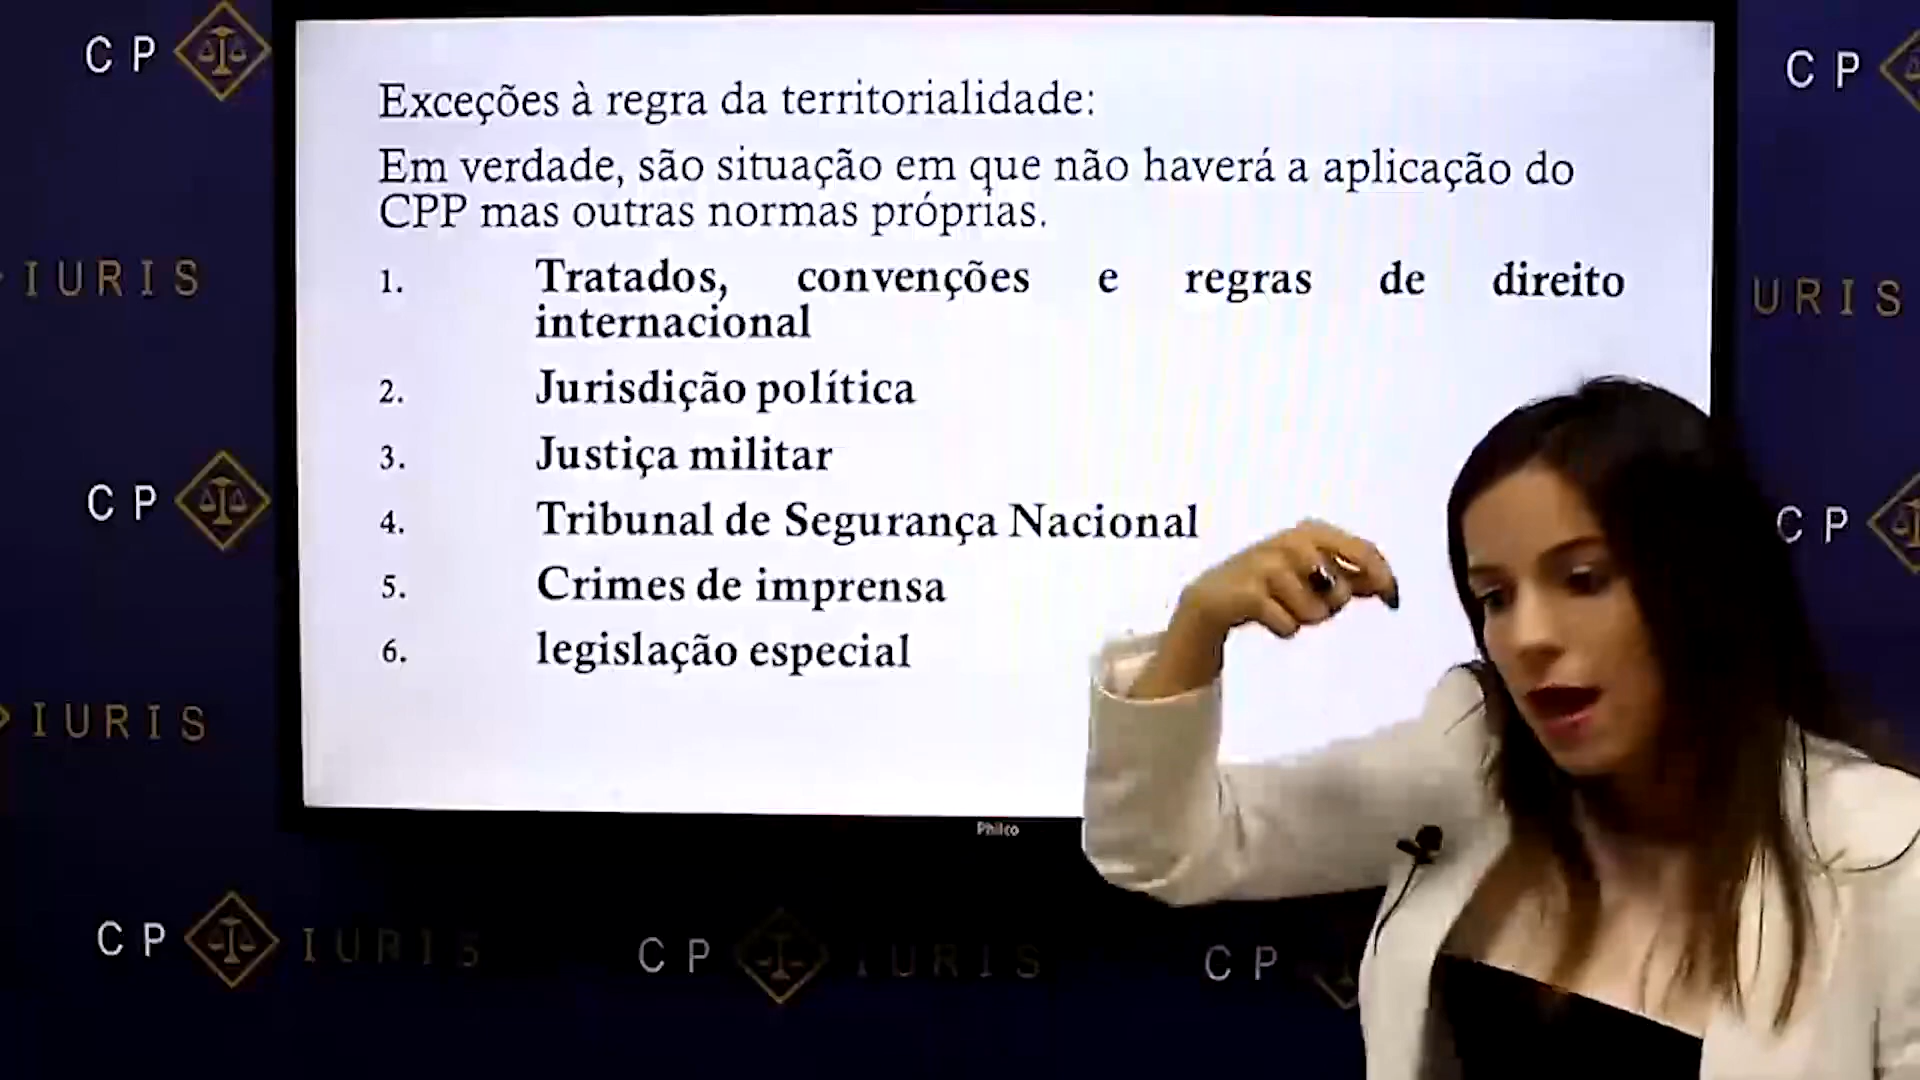 CP
CP
Exceções à regra da territorialidade:
Em verdade, são situação em que não haverá a aplicação do
CPP mas outras normas próprias.
1. Tratados, convenções e regras de direito
internacional
IURIS
URIS
2. Jurisdição política
3. Justiça militar
CP
4. Tribunal de Segurança Nacional
CP
5. Crimes de imprensa
6. legislação especial
IURIS
Philco
CP IURIS
CP IURIS
CP